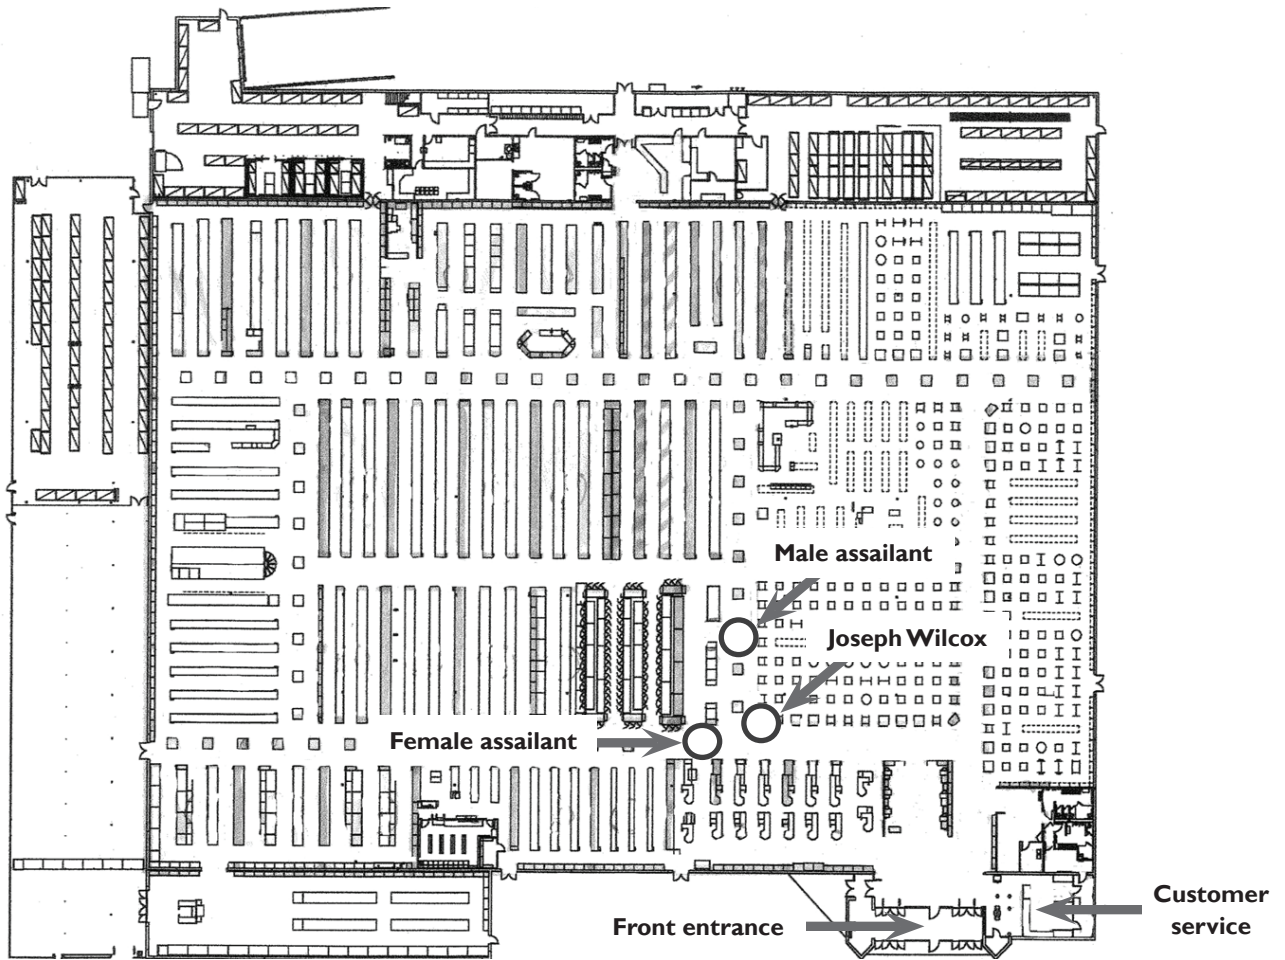 Male assailant
Joseph Wilcox
Female assailant
Front entrance
Customer
service